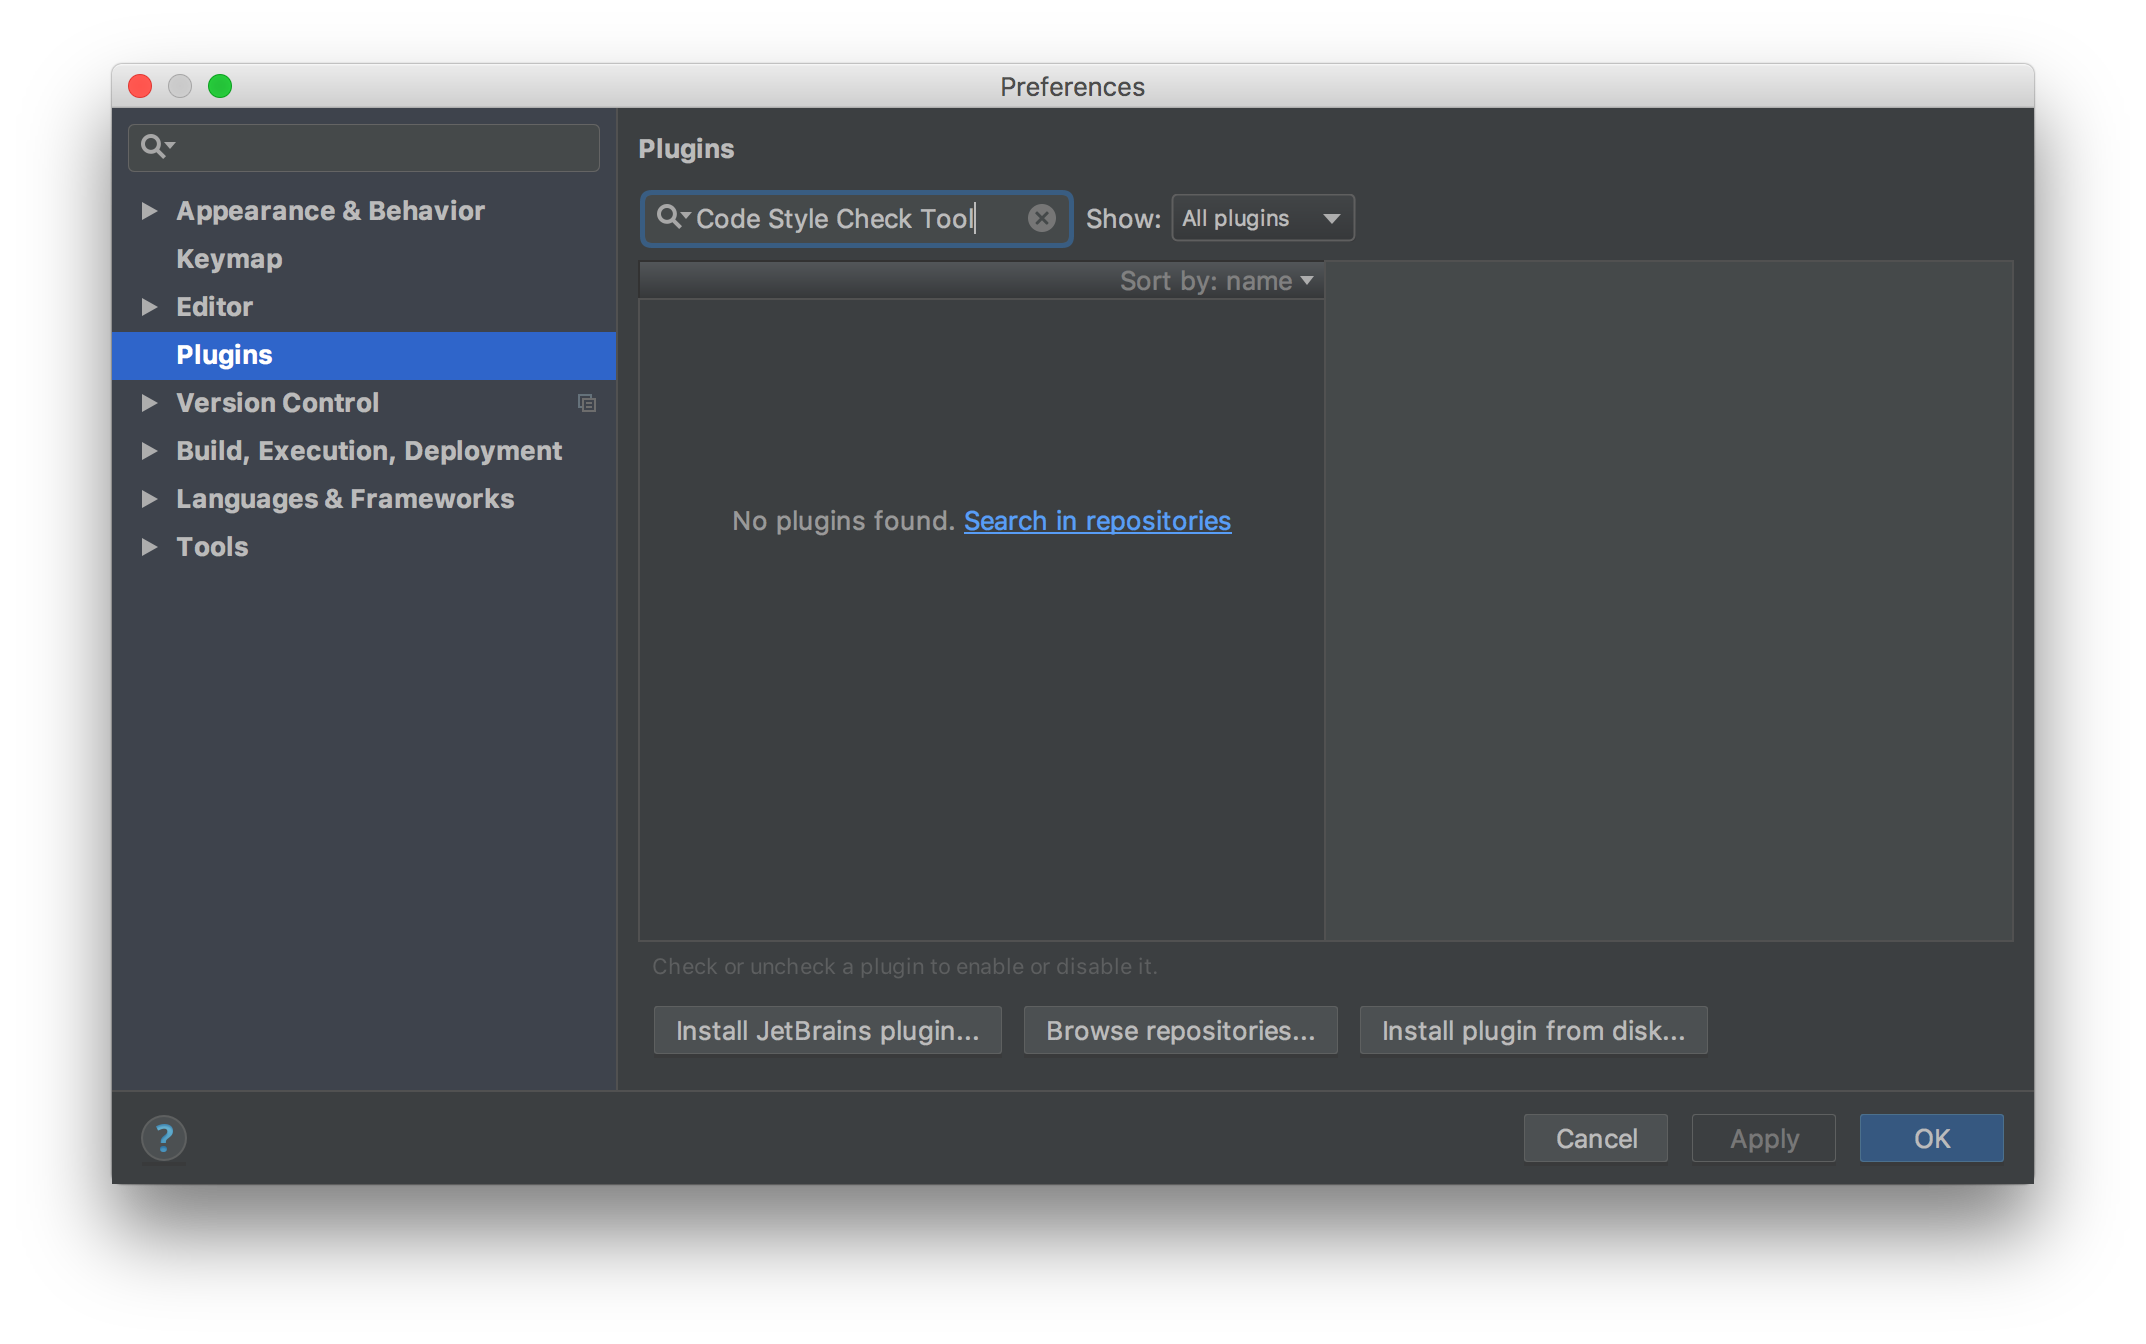 Preferences
Appearance & Behavior
Keymap
Editor
Plugins
Version Control
Build, Execution, Deployment
Languages & Frameworks
Tools
Plugins
Code Style Check Tool
Show: All plugins
Sort by: name
No plugins found. Search in repositories
Check or uncheck a plugin to enable or disable it.
Install JetBrains plugin...
Browse repositories...
Install plugin from disk...
?
Cancel
Apply
OK